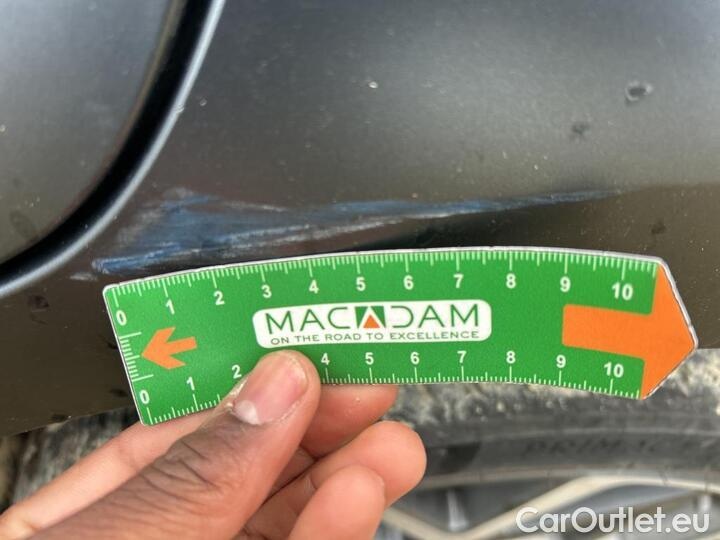 0 1 2 3 4 5 6 7 8 9 10
MACADAM
ON THE ROAD TO EXCELLENCE
0 1 2 4 5 6 7 8 9 10
CarOutlet.eu